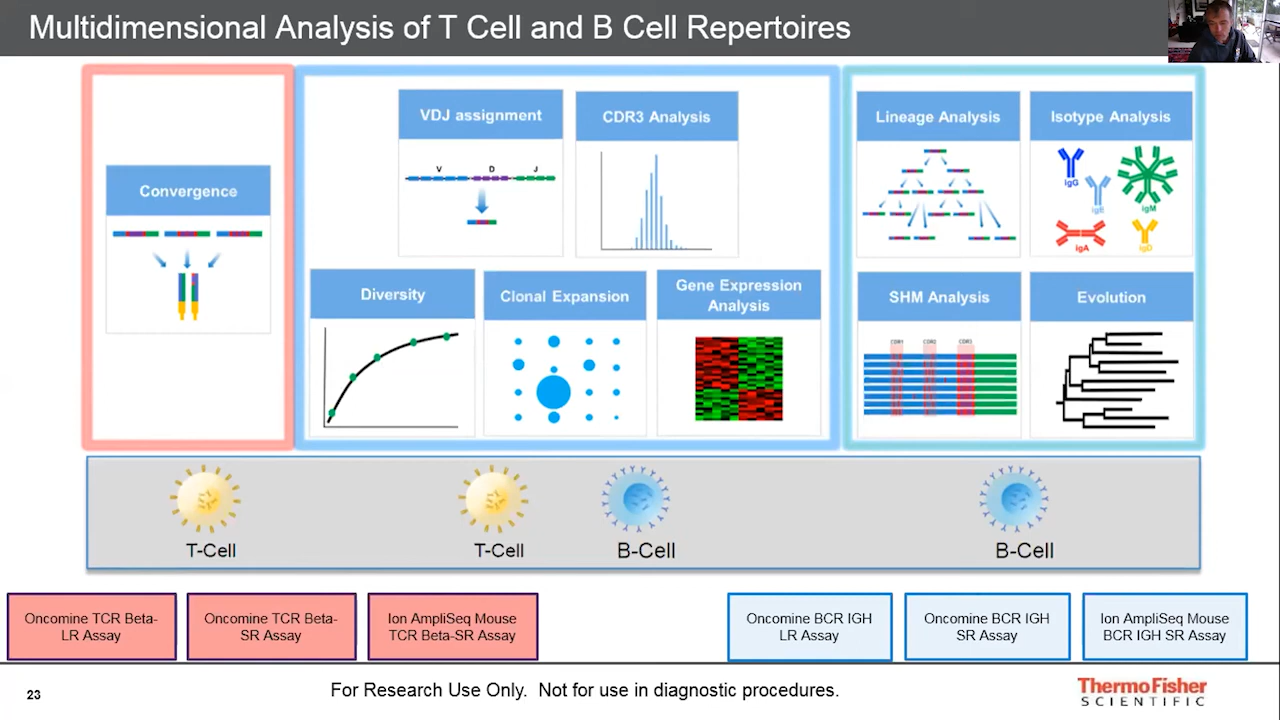 Multidimensional Analysis of T Cell and B Cell Repertoires
Convergence
VDJ assignment
V D J
CDR3 Analysis
Diversity
Clonal Expansion
Gene Expression
Analysis
Lineage Analysis
Isotype Analysis
IgG
IgE
IgM
IgA
IgD
SHM Analysis
CDR1 CDR2 CDR3
Evolution
T-Cell
T-Cell
B-Cell
B-Cell
Oncomine TCR Beta-
LR Assay
Oncomine TCR Beta-
SR Assay
Ion AmpliSeq Mouse
TCR Beta-SR Assay
Oncomine BCR IGH
LR Assay
Oncomine BCR IGH
SR Assay
Ion AmpliSeq Mouse
BCR IGH SR Assay
23
For Research Use Only. Not for use in diagnostic procedures.
ThermoFisher
SCIENTIFIC